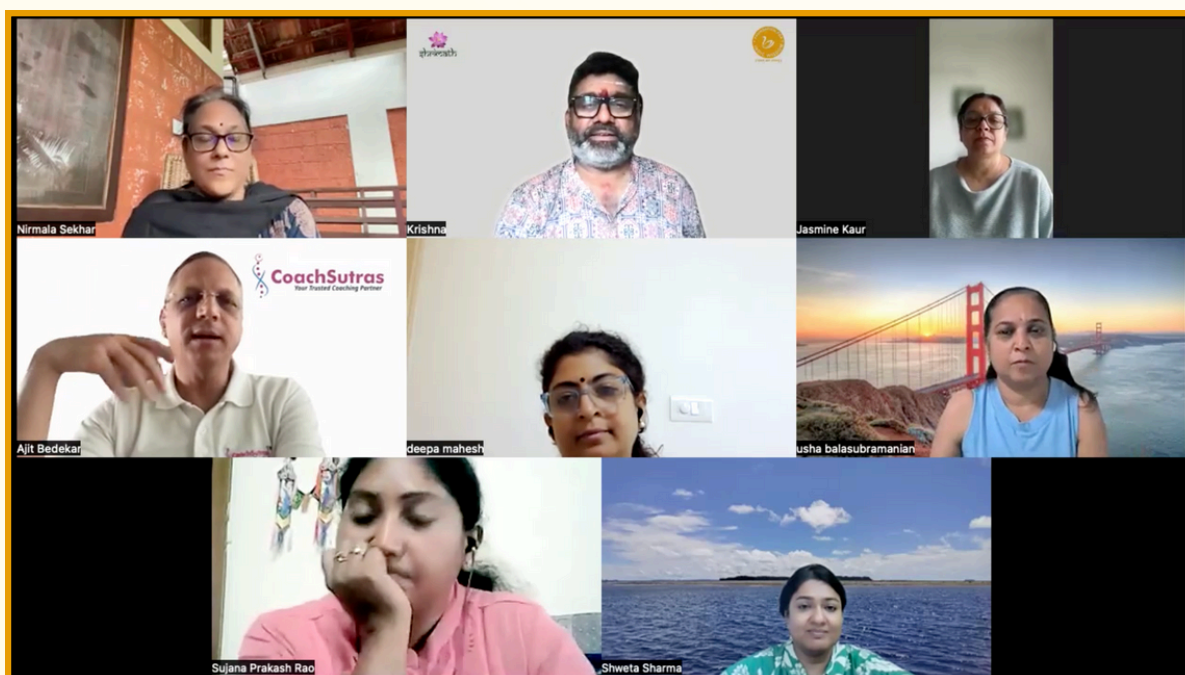 shrimath
Nirmala Sekhar
Krishna
Jasmine Kaur
CoachSutras
Your Trusted Coaching Partner
Ajit Bedekar
CoachSutras
deepa mahesh
usha balasubramanian
Sujana Prakash Rao
Shweta Sharma